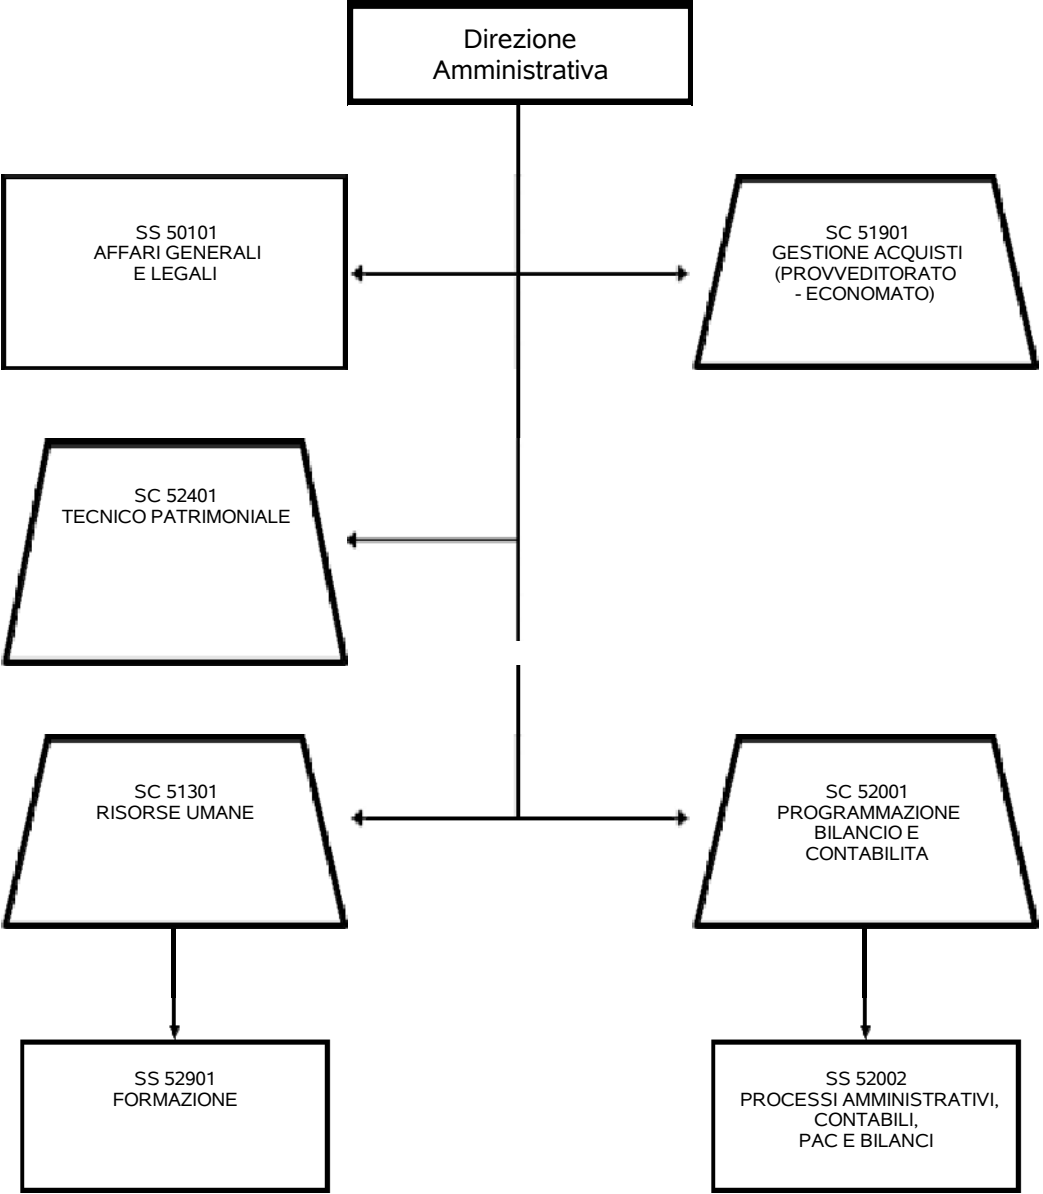 Direzione
Amministrativa
SS 50101
AFFARI GENERALI
E LEGALI
SC 51901
GESTIONE ACQUISTI
(PROVVEDITORATO
- ECONOMATO)
SC 52401
TECNICO PATRIMONIALE
SC 51301
RISORSE UMANE
SC 52001
PROGRAMMAZIONE
BILANCIO E
CONTABILITA
SS 52901
FORMAZIONE
SS 52002
PROCESSI AMMINISTRATIVI,
CONTABILI,
PAC E BILANCI